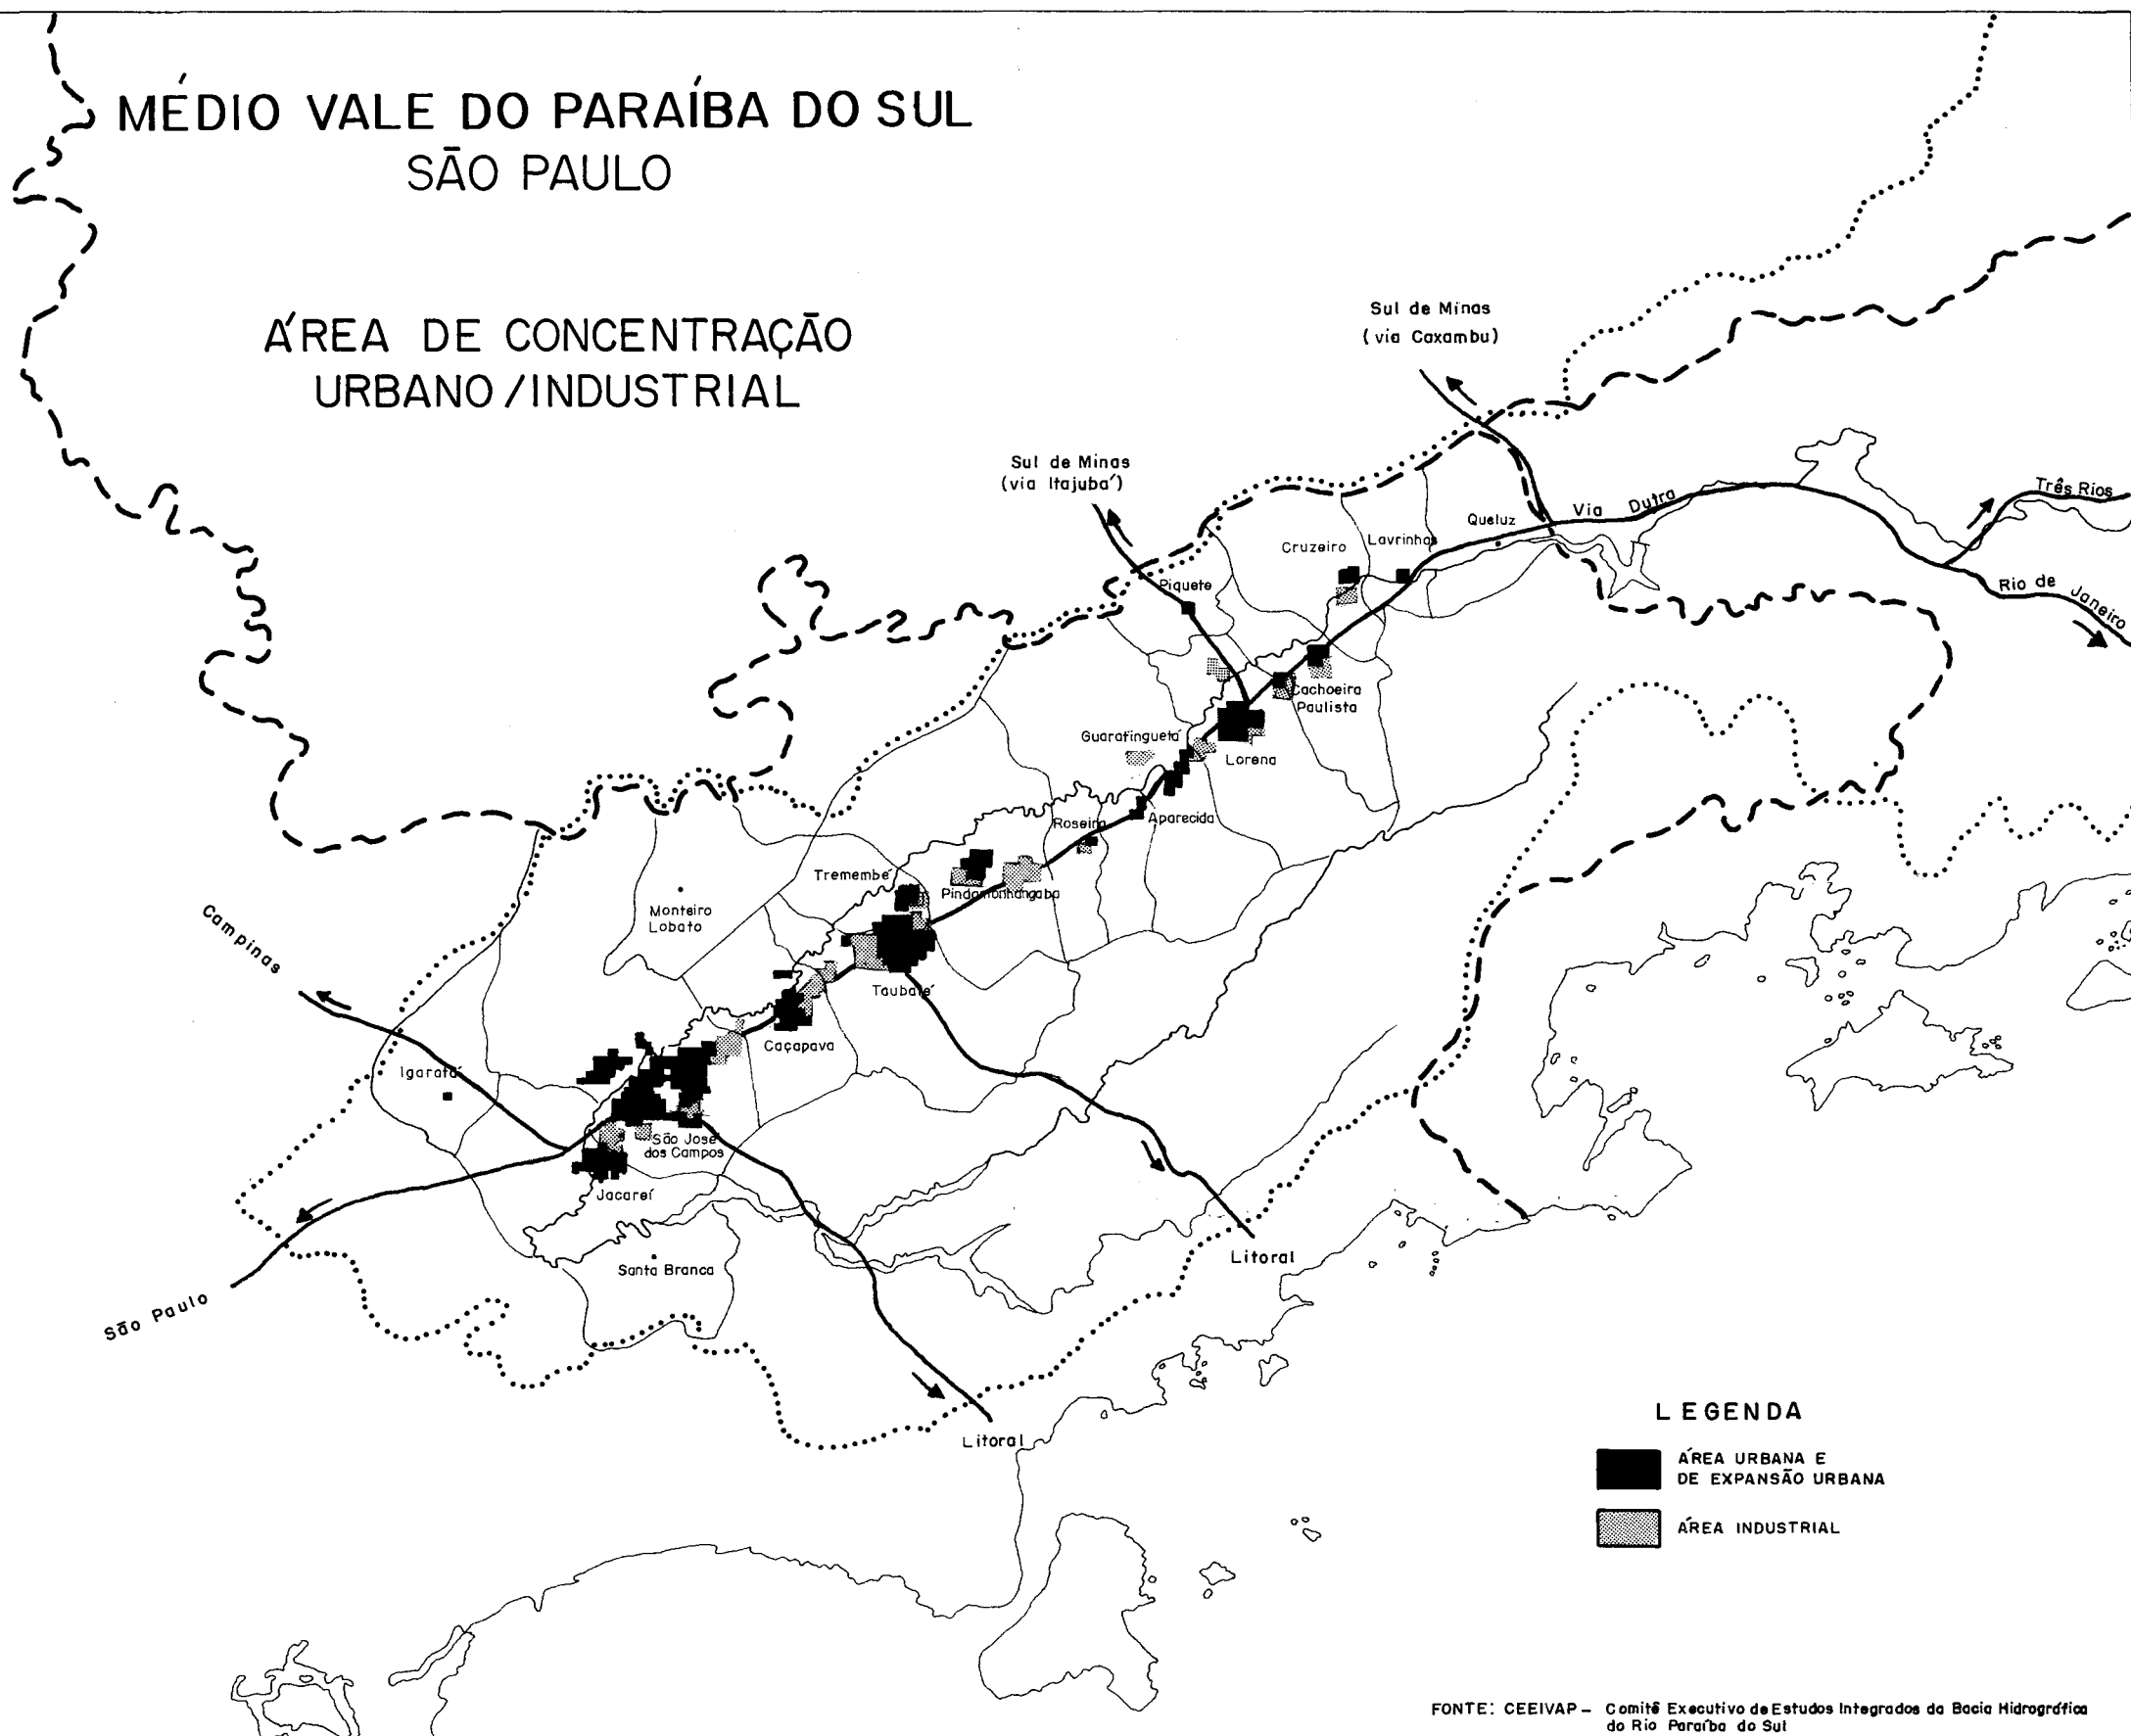 MÉDIO VALE DO PARAÍBA DO SUL
SÃO PAULO
ÁREA DE CONCENTRAÇÃO
URBANO/INDUSTRIAL
Sul de Minas
(via Caxambu)
Sul de Minas
(via Itajubá)
Três Rios
Via Dutra
Queluz
Lavrinhas
Cruzeiro
Rio de Janeiro
Piquete
Cachoeira
Paulista
Guaratinguetá
Lorena
Aparecida
Roseira
Tremembé
Pindamonhangaba
Monteiro
Lobato
Campinas
Taubaté
Caçapava
Igaratá
São José
dos Campos
Jacareí
Santa Branca
Litoral
São Paulo
Litoral
LEGENDA
ÁREA URBANA E
DE EXPANSÃO URBANA
ÁREA INDUSTRIAL
FONTE: CEEIVAP – Comitê Executivo de Estudos Integrados da Bacia Hidrográfica
do Rio Paraíba do Sul